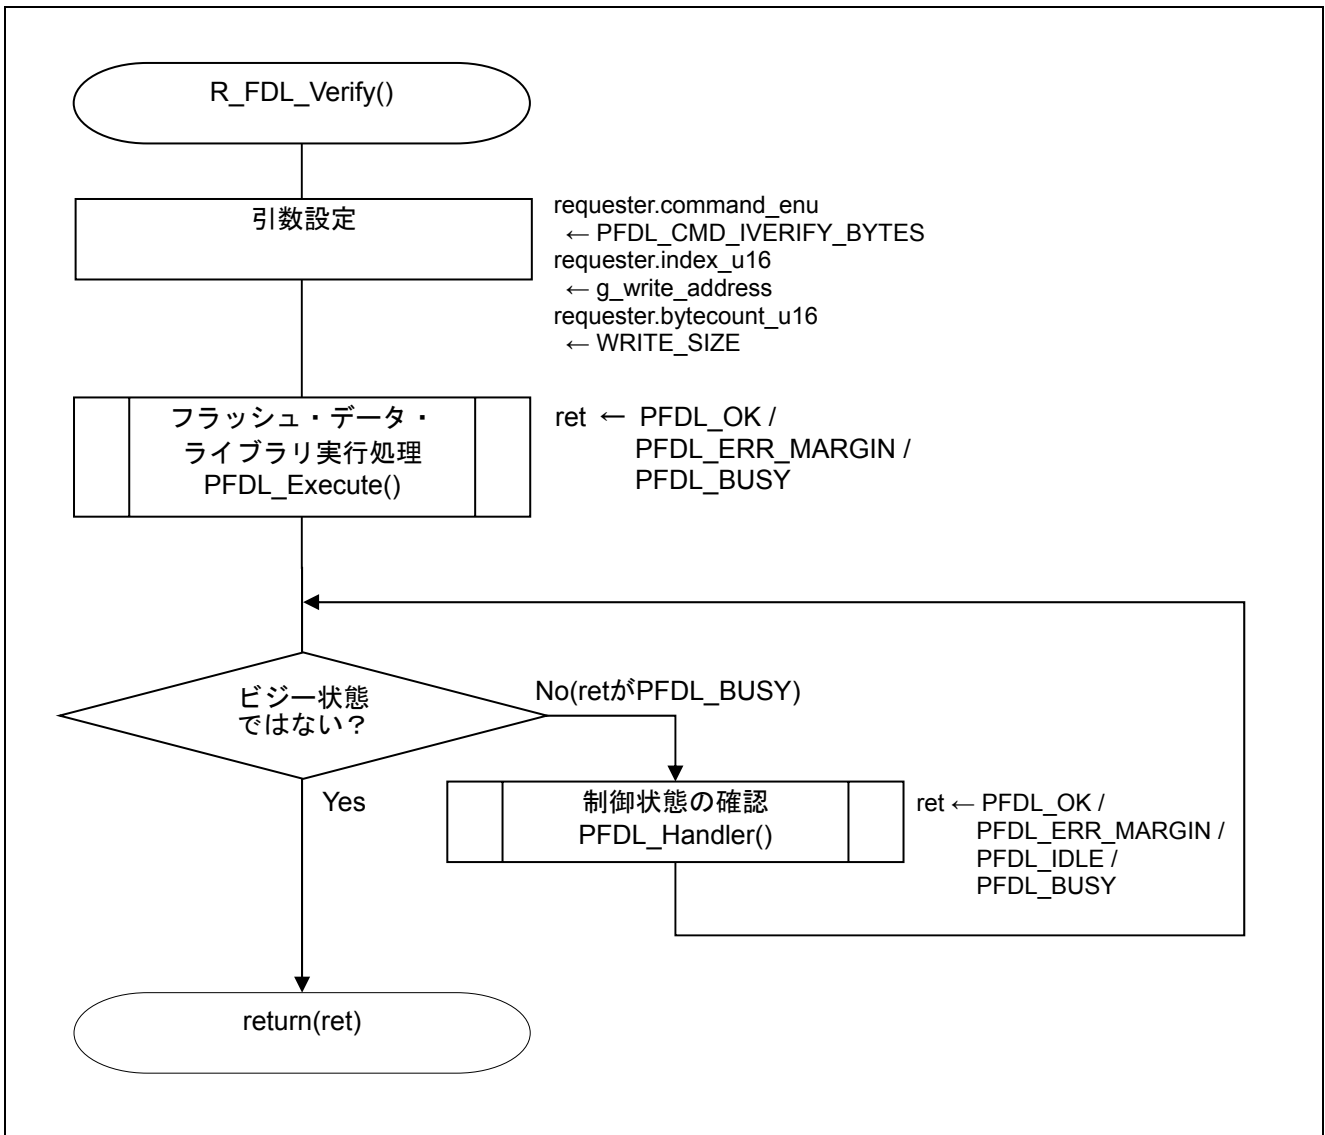 R_FDL_Verify()
引数設定
requester.command_enu
← PFDL_CMD_IVERIFY_BYTES
requester.index_u16
← g_write_address
requester.bytecount_u16
← WRITE_SIZE
フラッシュ・データ・
ライブラリ実行処理
PFDL_Execute()
ret ← PFDL_OK /
PFDL_ERR_MARGIN /
PFDL_BUSY
ビジー状態
ではない？
No(retがPFDL_BUSY)
Yes
制御状態の確認
PFDL_Handler()
ret ← PFDL_OK /
PFDL_ERR_MARGIN /
PFDL_IDLE /
PFDL_BUSY
return(ret)